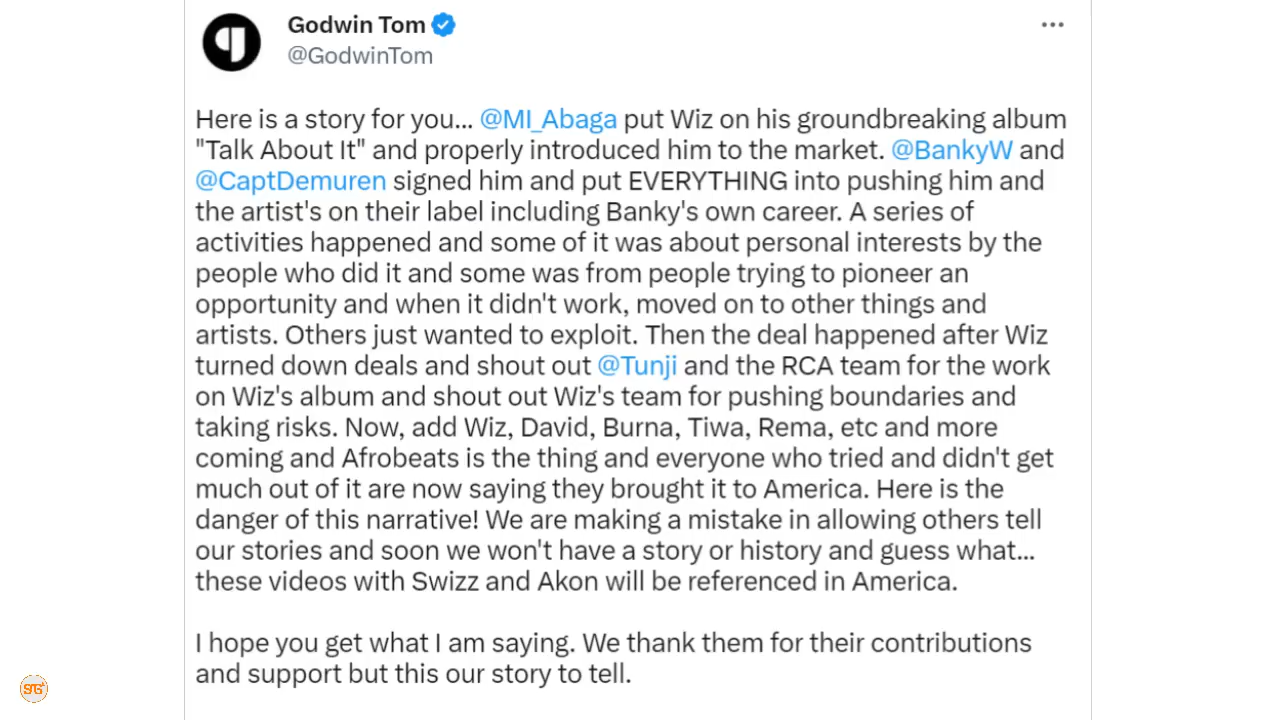 Godwin Tom
@GodwinTom
Here is a story for you... @MI_Abaga put Wiz on his groundbreaking album
"Talk About It" and properly introduced him to the market. @BankyW and
@CaptDemuren signed him and put EVERYTHING into pushing him and
the artist's on their label including Banky's own career. A series of
activities happened and some of it was about personal interests by the
people who did it and some was from people trying to pioneer an
opportunity and when it didn't work, moved on to other things and
artists. Others just wanted to exploit. Then the deal happened after Wiz
turned down deals and shout out @Tunji and the RCA team for the work
on Wiz's album and shout out Wiz's team for pushing boundaries and
taking risks. Now, add Wiz, David, Burna, Tiwa, Rema, etc and more
coming and Afrobeats is the thing and everyone who tried and didn't get
much out of it are now saying they brought it to America. Here is the
danger of this narrative! We are making a mistake in allowing others tell
our stories and soon we won't have a story or history and guess what...
these videos with Swizz and Akon will be referenced in America.
I hope you get what I am saying. We thank them for their contributions
and support but this our story to tell.